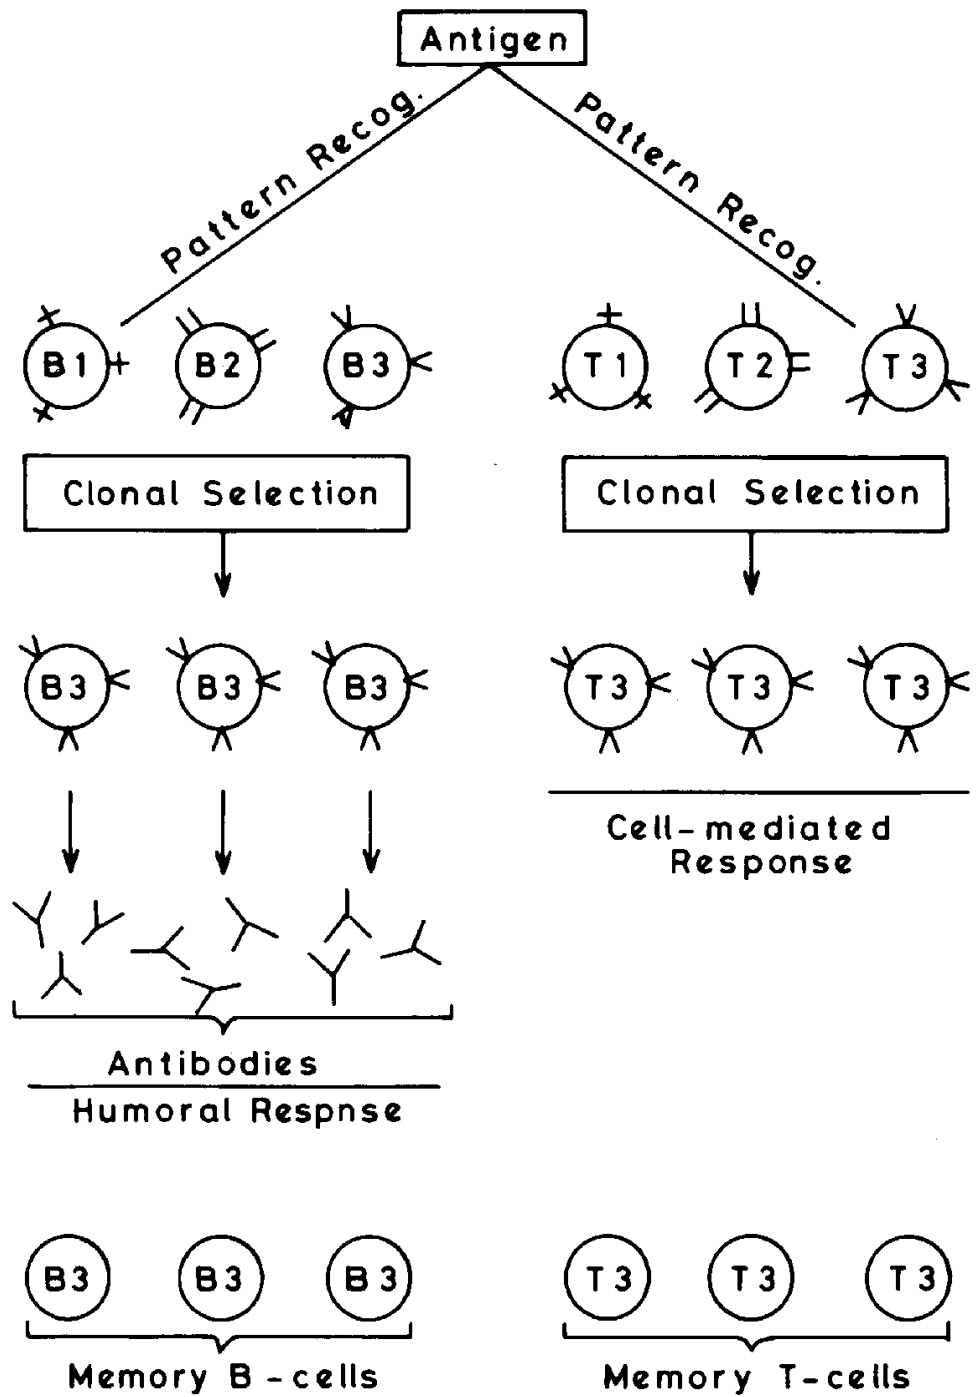 Antigen
Pattern Recog.
Pattern Recog.
B1 B2 B3
T1 T2 T3
Clonal Selection
Clonal Selection
B3 B3 B3
T3 T3 T3
Cell-mediated
Response
Antibodies
Humoral Respnse
B3 B3 B3
T3 T3 T3
Memory B-cells
Memory T-cells